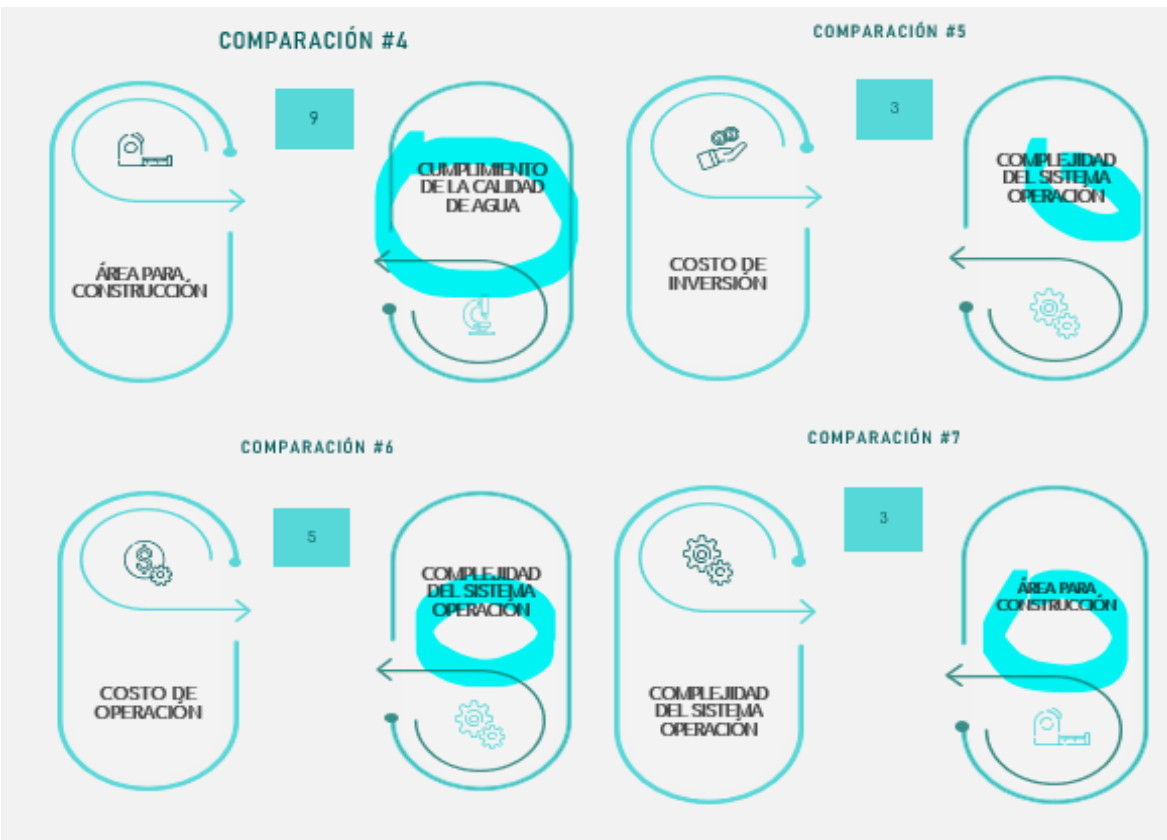 COMPARACIÓN #4
9
ÁREA PARA
CONSTRUCCIÓN
CUMPLIMIENTO
DE LA CALIDAD
DE AGUA
COMPARACIÓN #5
3
COSTO DE
INVERSIÓN
COMPLEJIDAD
DEL SISTEMA
OPERACIÓN
COMPARACIÓN #6
5
COSTO DE
OPERACIÓN
COMPLEJIDAD
DEL SISTEMA
OPERACIÓN
COMPARACIÓN #7
3
COMPLEJIDAD
DEL SISTEMA
OPERACIÓN
ÁREA PARA
CONSTRUCCIÓN